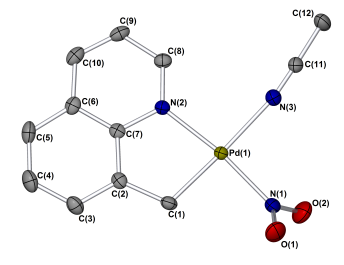 C(12)
C(9)
C(8)
C(10)
C(11)
C(6)
N(2)
N(3)
C(5)
C(7)
Pd(1)
C(4)
C(2)
N(1)
O(2)
C(3)
C(1)
O(1)